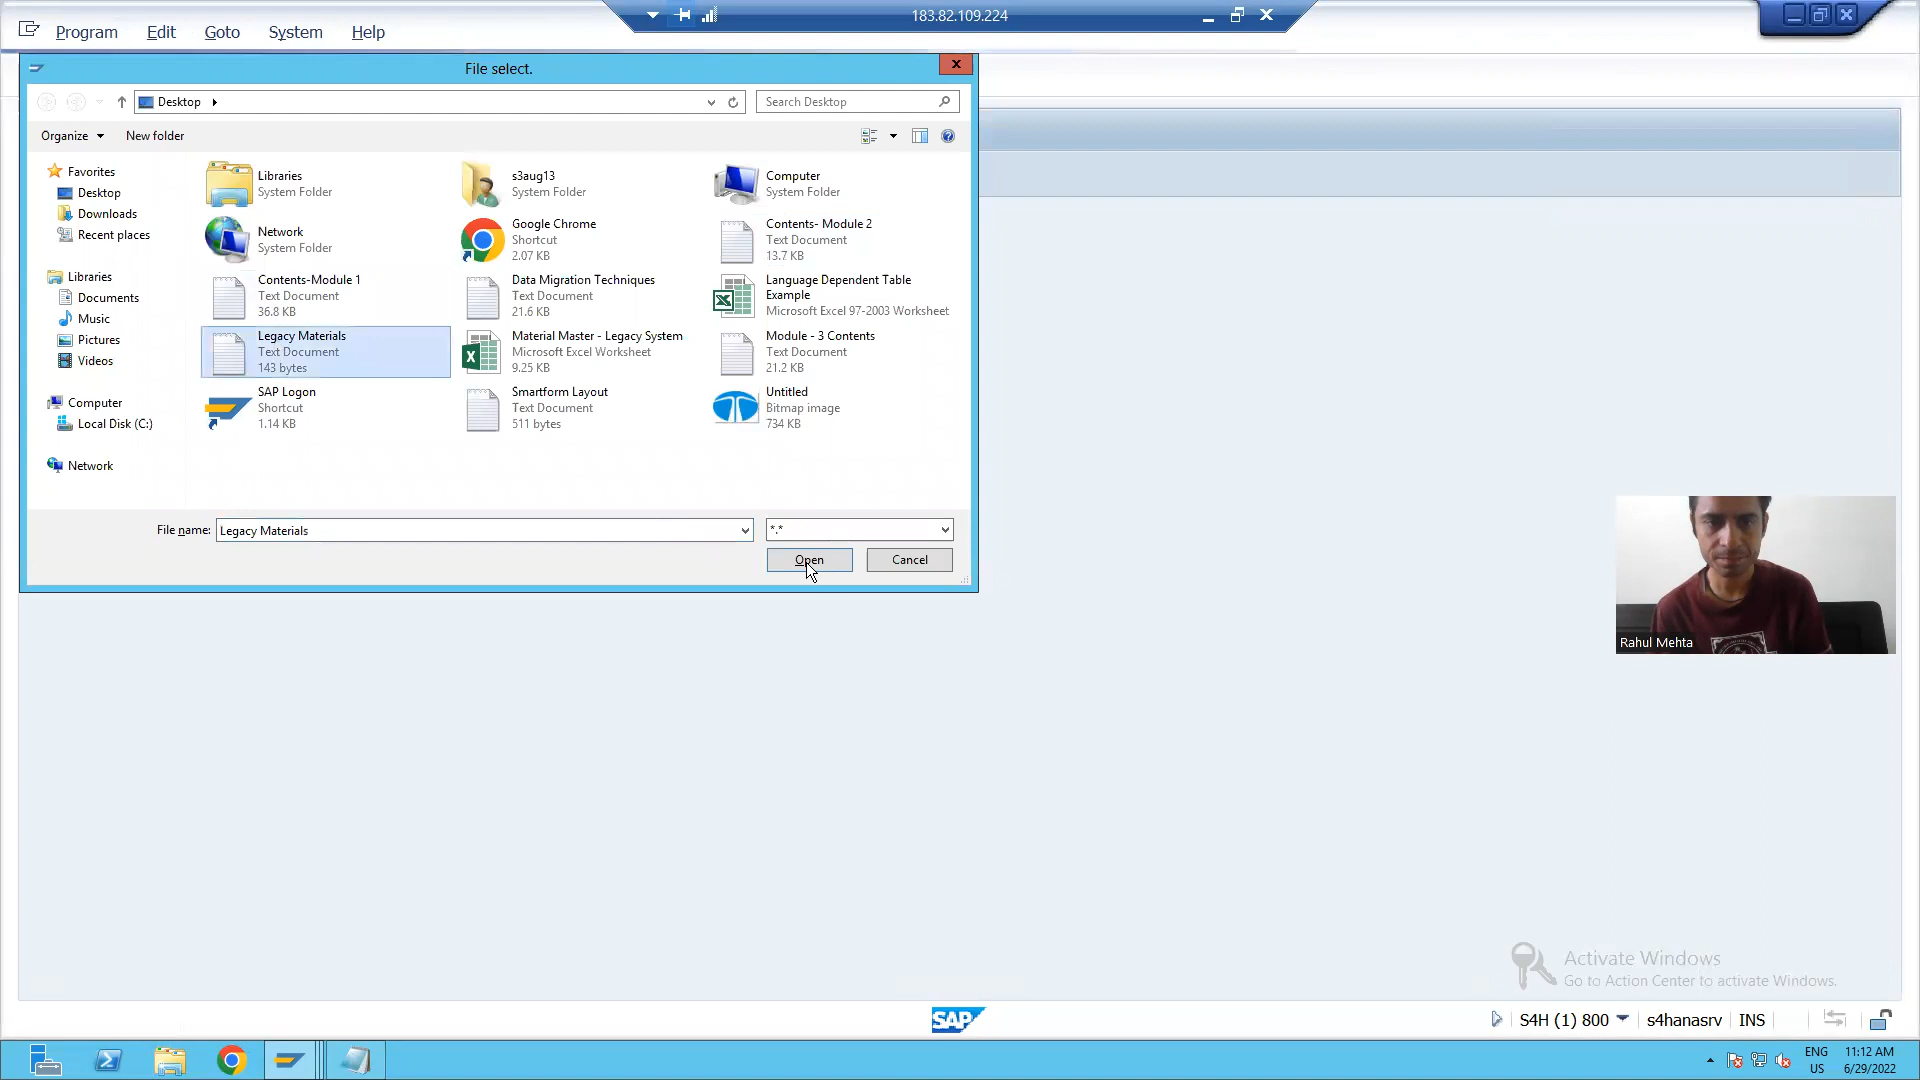 183.82.109.224
Program Edit Goto System Help
File select.
Desktop
Search Desktop
Organize New folder
Favorites
Desktop
Downloads
Recent places
Libraries
Documents
Music
Pictures
Videos
Computer
Local Disk (C:)
Network
Libraries
System Folder
s3aug13
System Folder
Computer
System Folder
Network
System Folder
Google Chrome
Shortcut
2.07 KB
Contents- Module 2
Text Document
13.7 KB
Contents-Module 1
Text Document
36.8 KB
Data Migration Techniques
Text Document
21.6 KB
Language Dependent Table
Example
Microsoft Excel 97-2003 Worksheet
Legacy Materials
Text Document
143 bytes
Material Master - Legacy System
Microsoft Excel Worksheet
9.25 KB
Module - 3 Contents
Text Document
21.2 KB
SAP Logon
Shortcut
1.14 KB
Smartform Layout
Text Document
511 bytes
Untitled
Bitmap image
734 KB
File name: Legacy Materials
*.*
Open Cancel
Rahul Mehta
Activate Windows
Go to Action Center to activate Windows.
SAP
S4H (1) 800 s4hanasrv INS
ENG
US
11:12 AM
6/29/2022